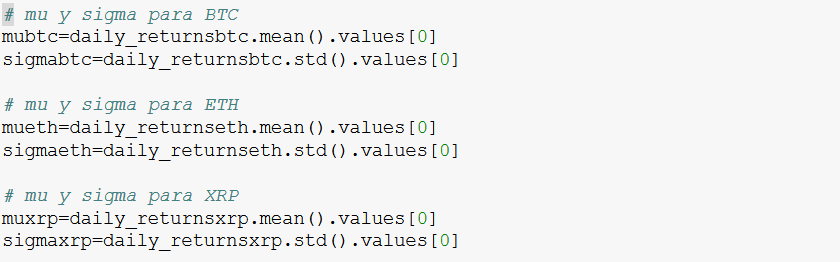 # mu y sigma para BTC
mubtc=daily_returnsbtc.mean().values[0]
sigmabtc=daily_returnsbtc.std().values[0]
# mu y sigma para ETH
mueth=daily_returnseth.mean().values[0]
sigmaeth=daily_returnseth.std().values[0]
# mu y sigma para XRP
muxrp=daily_returnsxrp.mean().values[0]
sigmaxrp=daily_returnsxrp.std().values[0]